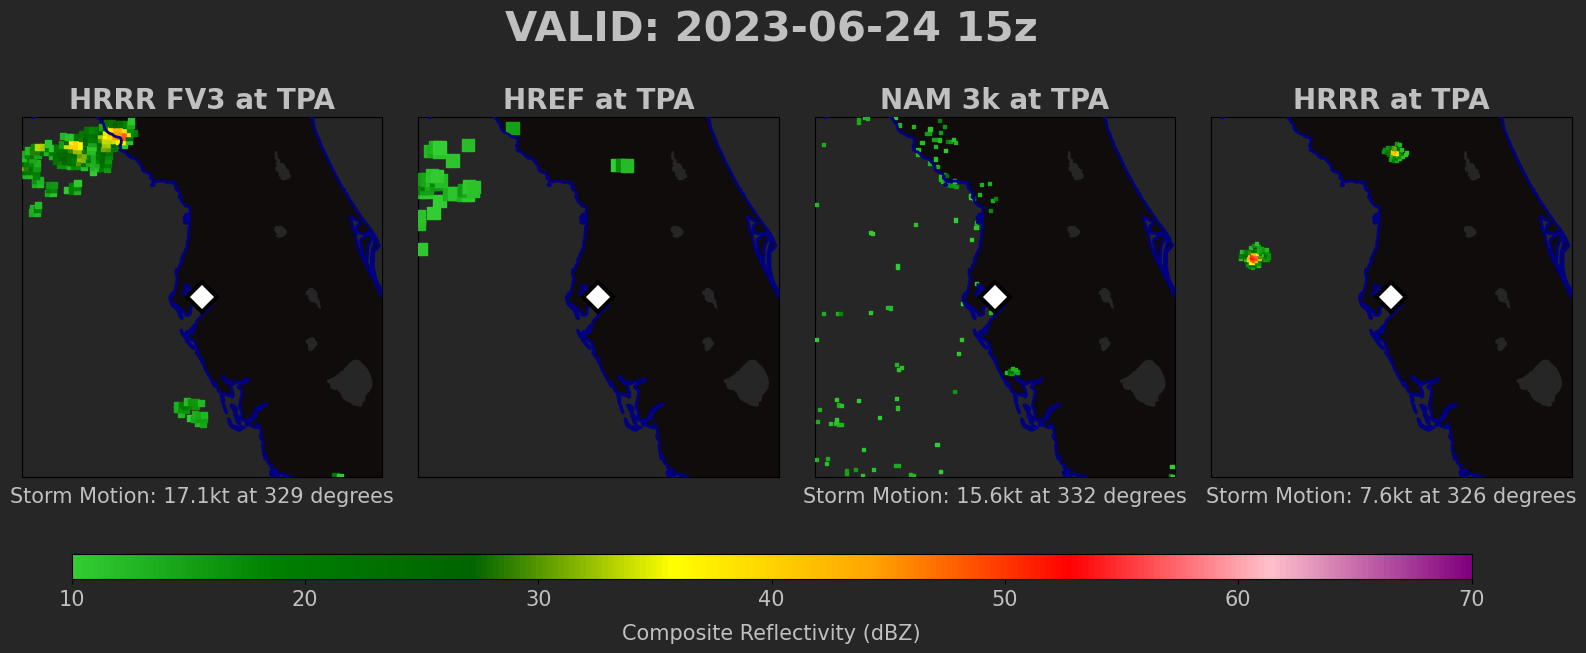 VALID: 2023-06-24 15z
HRRR FV3 at TPA
HREF at TPA
NAM 3k at TPA
HRRR at TPA
Storm Motion: 17.1kt at 329 degrees
Storm Motion: 15.6kt at 332 degrees
Storm Motion: 7.6kt at 326 degrees
10 20 30 40 50 60 70
Composite Reflectivity (dBZ)